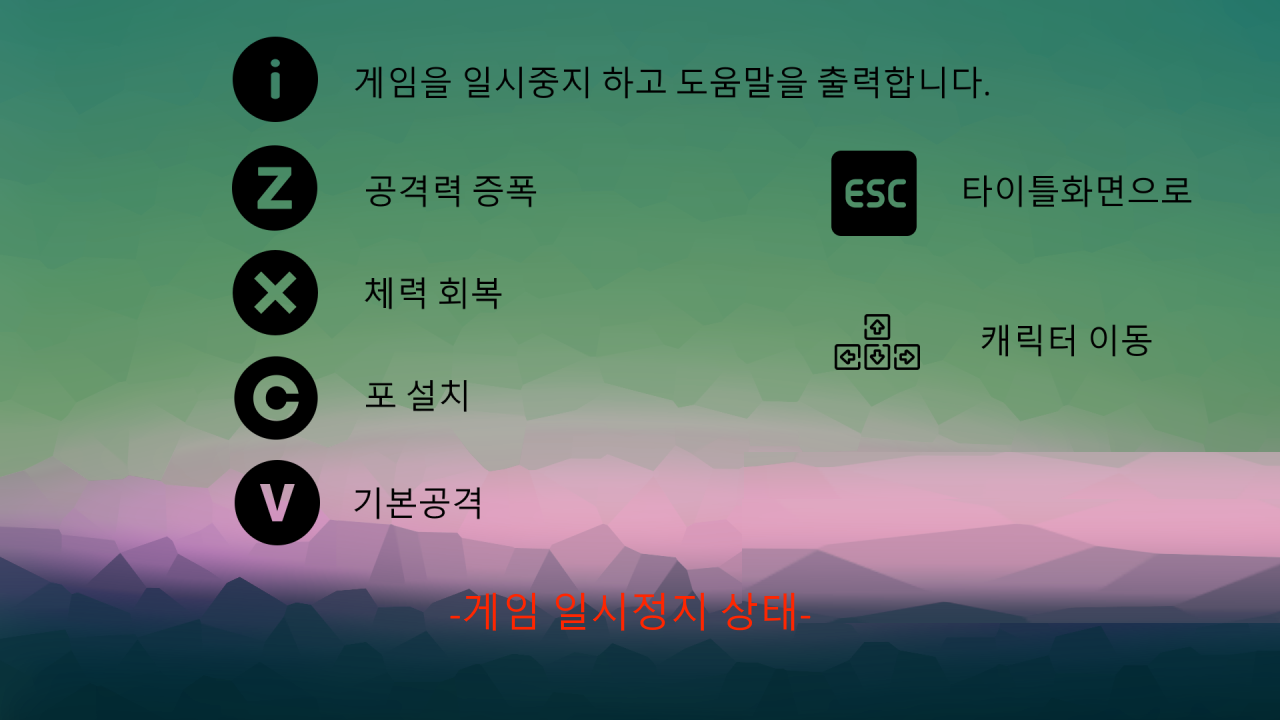 i 게임을 일시중지 하고 도움말을 출력합니다.
Z 공격력 증폭
ESC 타이틀화면으로
X 체력 회복
캐릭터 이동
C 포 설치
V 기본공격
-게임 일시정지 상태-